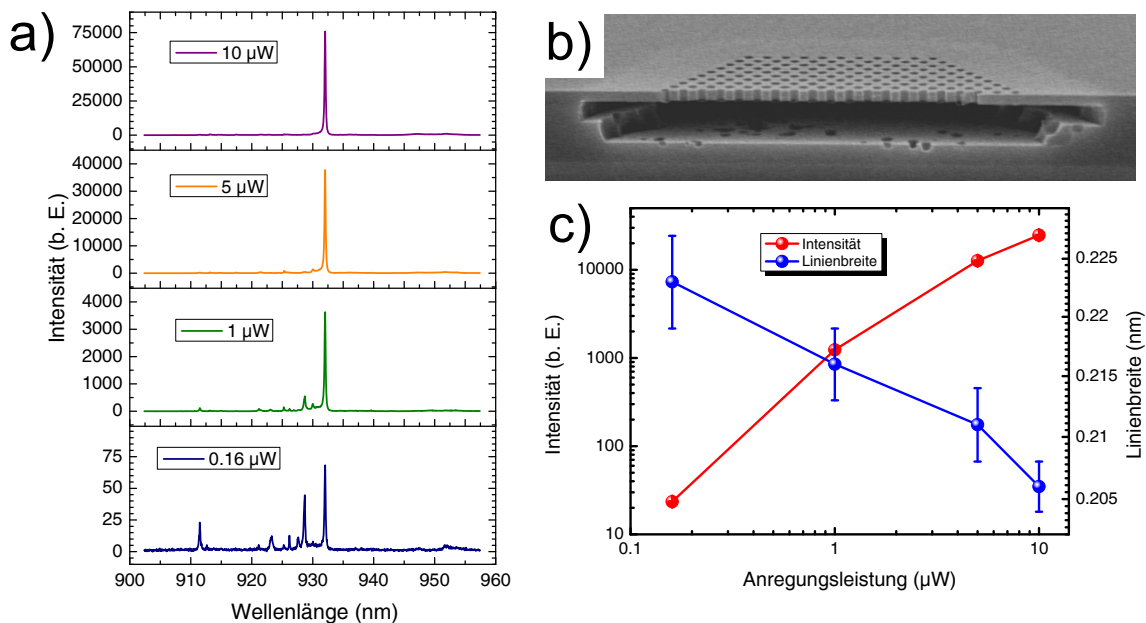 a)
Intensität (b. E.)
10 µW
75000
50000
25000
0
5 µW
40000
30000
20000
10000
0
1 µW
4000
3000
2000
1000
0
0.16 µW
75
50
25
0
900 910 920 930 940 950 960
Wellenlänge (nm)
b)
c)
Intensität
Linienbreite
Intensität (b. E.)
10000
1000
100
10
0.1 1 10
Anregungsleistung (µW)
0.225
0.22
0.215
0.21
0.205
Linienbreite (nm)